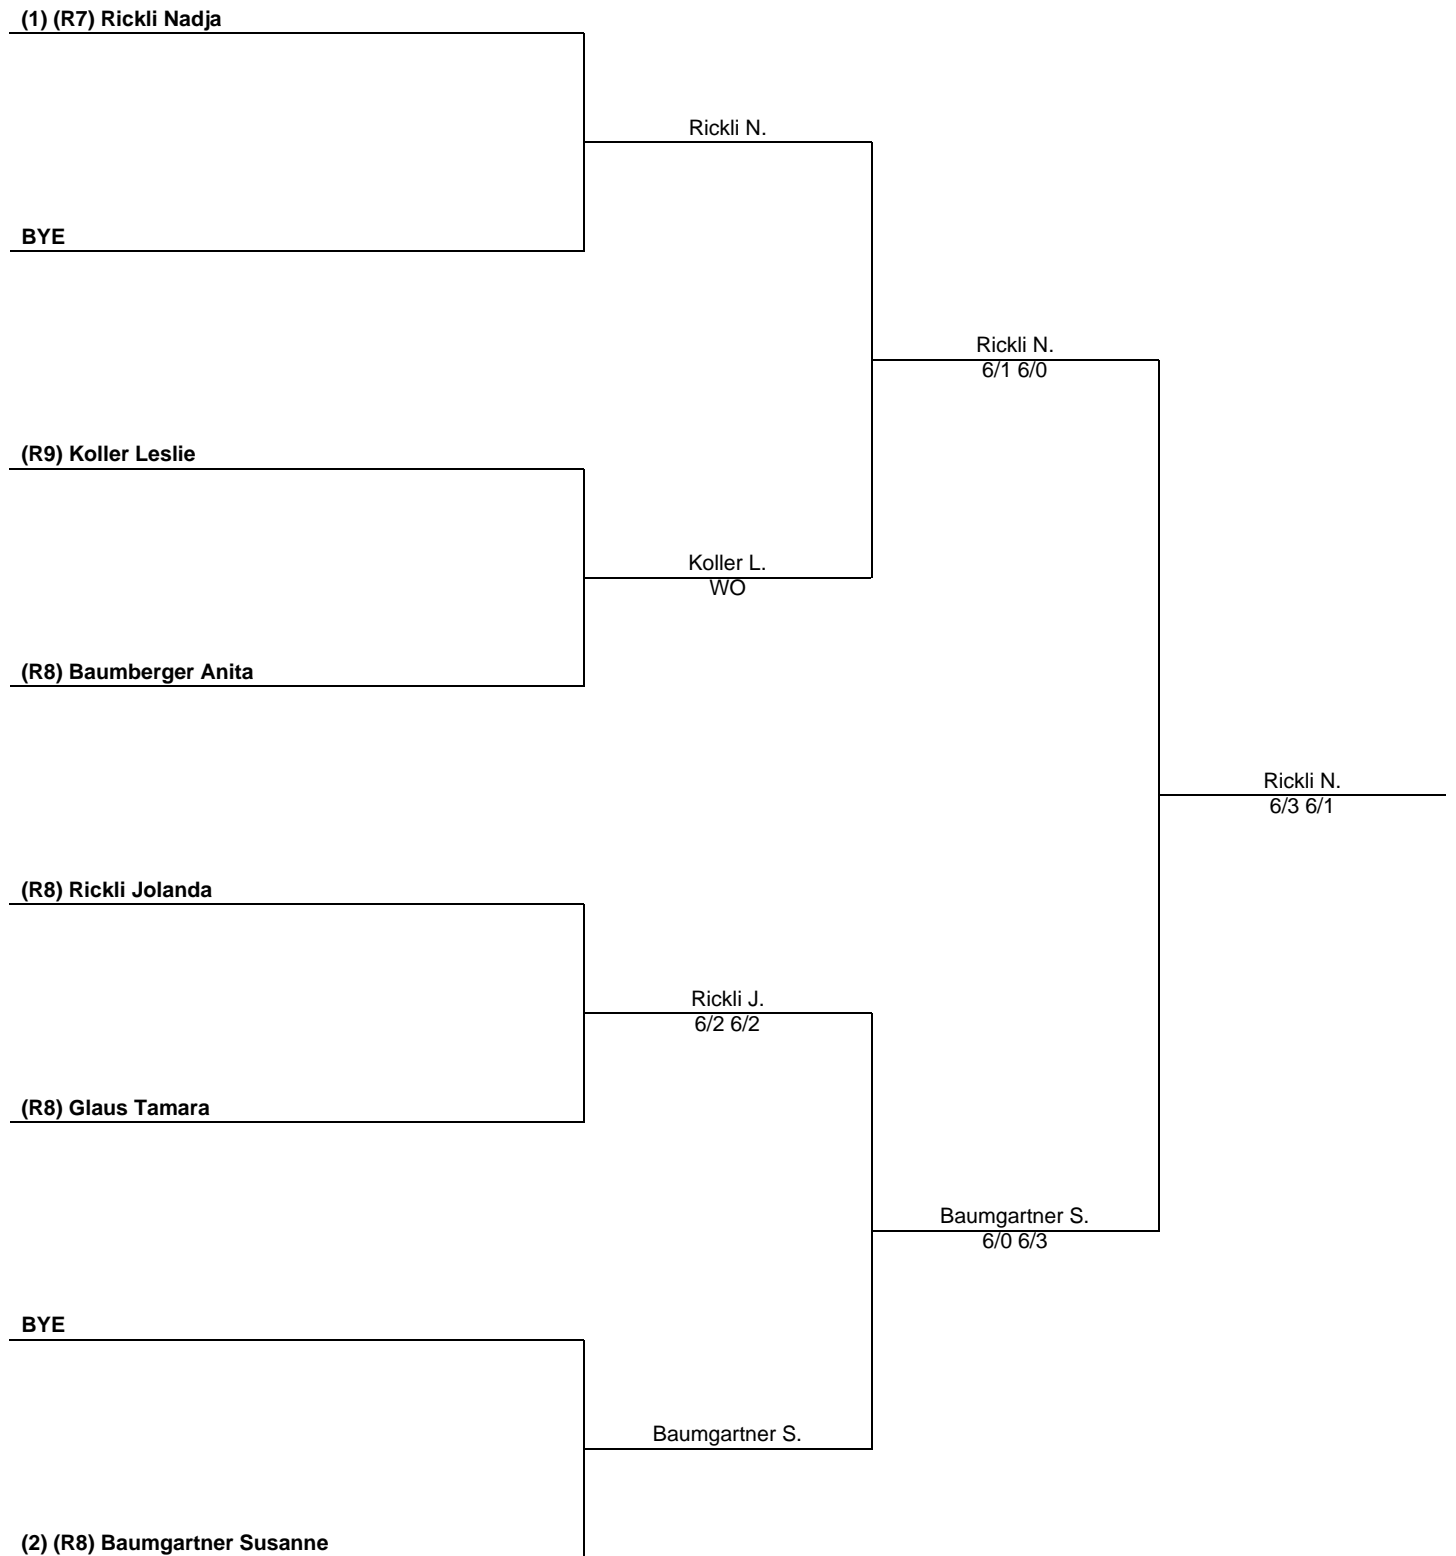 (1) (R7) Rickli Nadja
Rickli N.
BYE
Rickli N.
6/1 6/0
(R9) Koller Leslie
Koller L.
WO
(R8) Baumberger Anita
Rickli N.
6/3 6/1
(R8) Rickli Jolanda
Rickli J.
6/2 6/2
(R8) Glaus Tamara
Baumgartner S.
6/0 6/3
BYE
Baumgartner S.
(2) (R8) Baumgartner Susanne